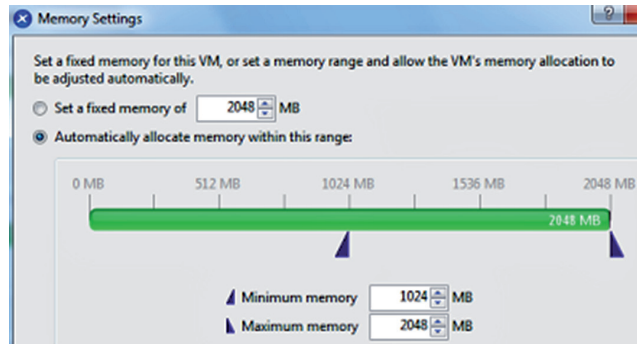 Memory Settings
?
Set a fixed memory for this VM, or set a memory range and allow the VM's memory allocation to
be adjusted automatically.
Set a fixed memory of 2048 MB
Automatically allocate memory within this range:
0 MB 512 MB 1024 MB 1536 MB 2048 MB
2048 MB
Minimum memory 1024 MB
Maximum memory 2048 MB